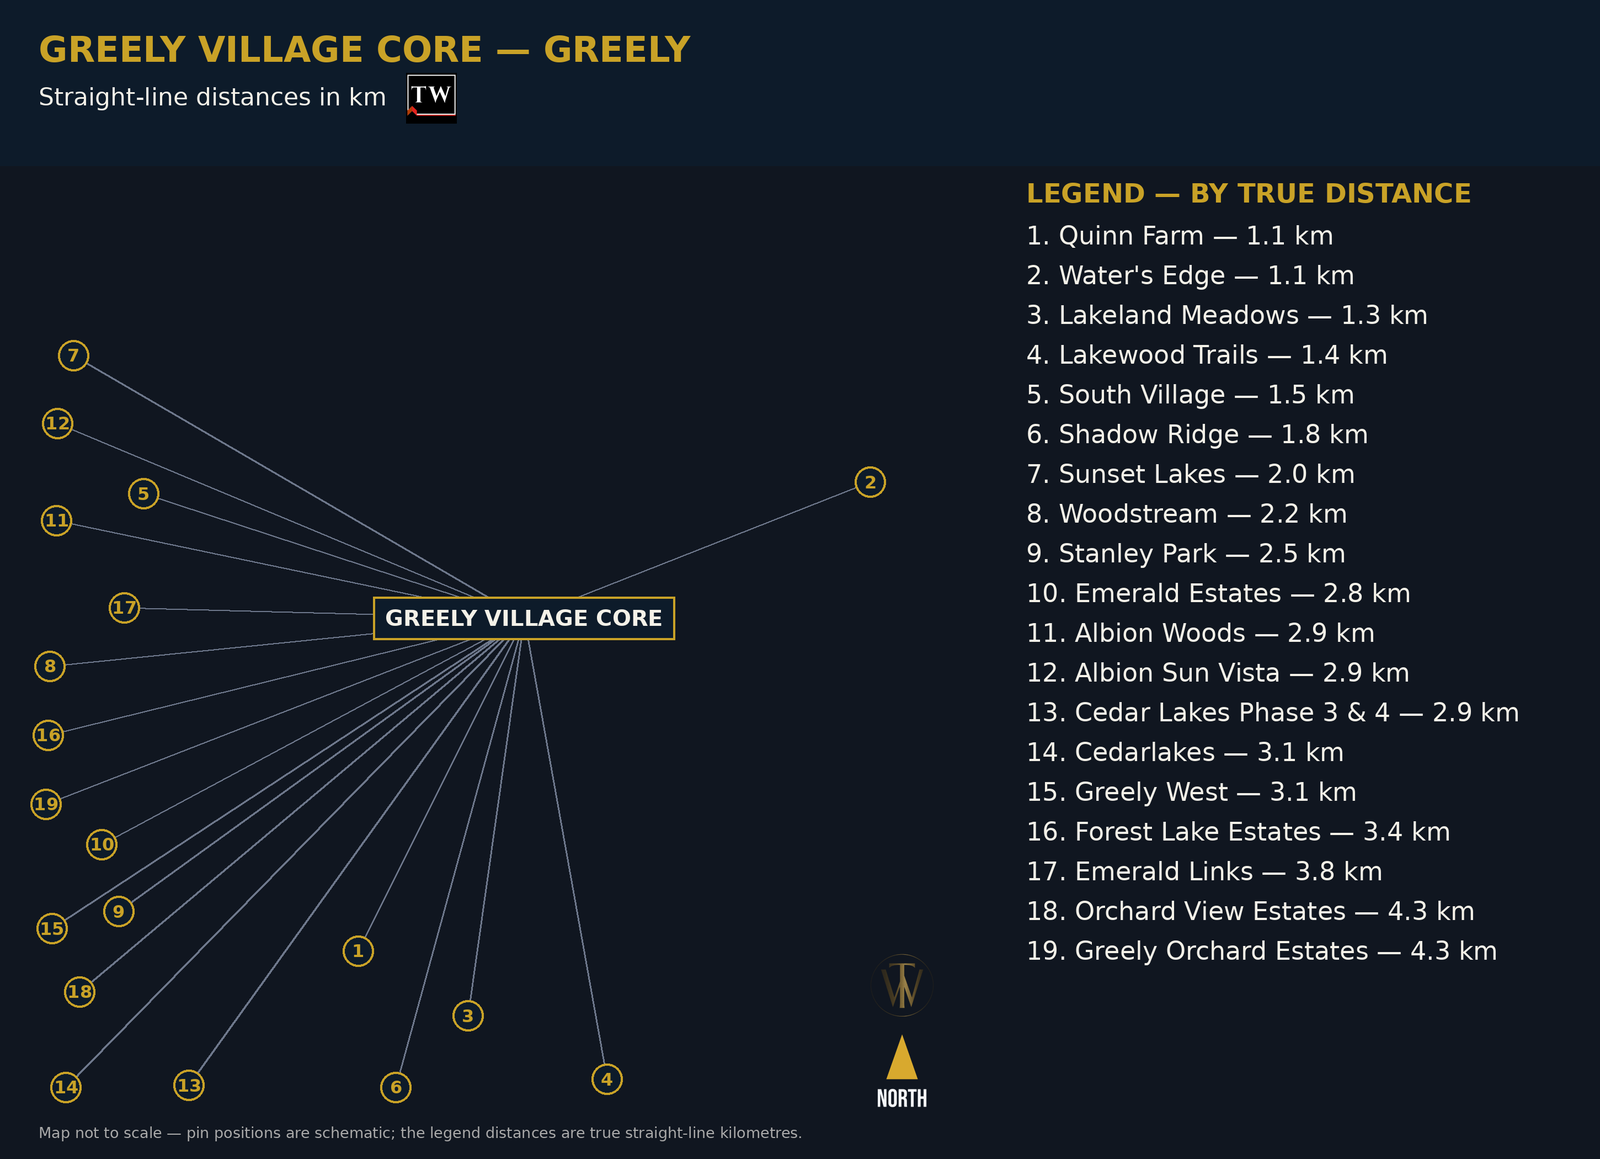 GREELY VILLAGE CORE — GREELY
Straight-line distances in km
TW
LEGEND — BY TRUE DISTANCE
1. Quinn Farm — 1.1 km
2. Water's Edge — 1.1 km
3. Lakeland Meadows — 1.3 km
4. Lakewood Trails — 1.4 km
5. South Village — 1.5 km
6. Shadow Ridge — 1.8 km
7. Sunset Lakes — 2.0 km
8. Woodstream — 2.2 km
9. Stanley Park — 2.5 km
10. Emerald Estates — 2.8 km
11. Albion Woods — 2.9 km
12. Albion Sun Vista — 2.9 km
13. Cedar Lakes Phase 3 & 4 — 2.9 km
14. Cedarlakes — 3.1 km
15. Greely West — 3.1 km
16. Forest Lake Estates — 3.4 km
17. Emerald Links — 3.8 km
18. Orchard View Estates — 4.3 km
19. Greely Orchard Estates — 4.3 km
7
12
2
5
11
17
GREELY VILLAGE CORE
8
16
19
10
9
15
1
18
3
4
13
14
6
TW
NORTH
Map not to scale — pin positions are schematic; the legend distances are true straight-line kilometres.